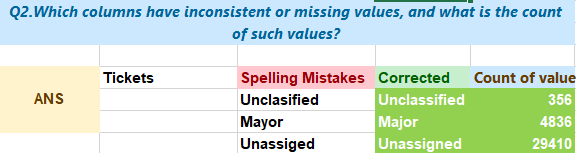 Q2.Which columns have inconsistent or missing values, and what is the count
of such values?
Tickets Spelling Mistakes Corrected Count of value
ANS Unclassified Unclassified 356
Mayor Major 4836
Unassiged Unassigned 29410